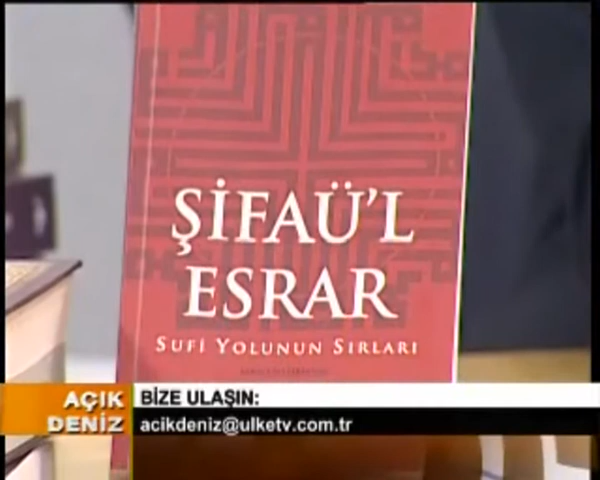 ŞİFAÜ'L
ESRAR
SUFİ YOLUNUN SIRLARI
AÇIK
DENİZ
BİZE ULAŞIN:
acikdeniz@ulketv.com.tr